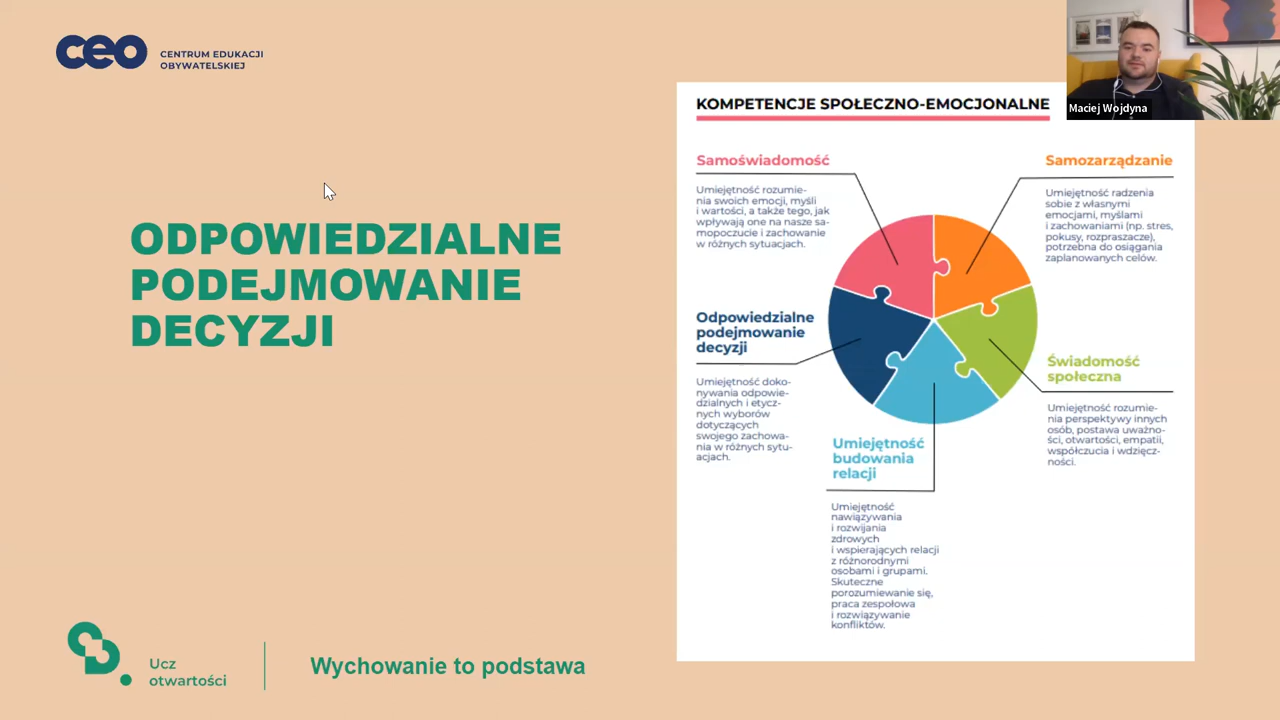 ceo
CENTRUM EDUKACJI
OBYWATELSKIEJ
Maciej Wojdyna
ODPOWIEDZIALNE
PODEJMOWANIE
DECYZJI
KOMPETENCJE SPOŁECZNO-EMOCJONALNE
Samoświadomość
Umiejętność rozumie-
nia swoich emocji, myśli
i wartości, a także tego, jak
wpływają one na nasze sa-
mopoczucie i zachowanie
w różnych sytuacjach.
Samozarządzanie
Umiejętność radzenia
sobie z własnymi
emocjami, myślami
i zachowaniami (np. stres,
pokusy, rozpraszacze),
potrzebna do osiągania
zaplanowanych celów.
Odpowiedzialne
podejmowanie
decyzji
Umiejętność doko-
nywania odpowie-
dzialnych i etycz-
nych wyborów
dotyczących
swojego zachowa-
nia w różnych sytu-
acjach.
Świadomość
społeczna
Umiejętność rozumie-
nia perspektywy innych
osób, postawa uważno-
ści, otwartości, empatii,
współczucia i wdzięcz-
ności.
Umiejętność
budowania
relacji
Umiejętność
nawiązywania
i rozwijania
zdrowych
i wspierających relacji
z różnorodnymi
osobami i grupami.
Skuteczne
porozumiewanie się,
praca zespołowa
i rozwiązywanie
konfliktów.
Ucz
otwartości
Wychowanie to podstawa